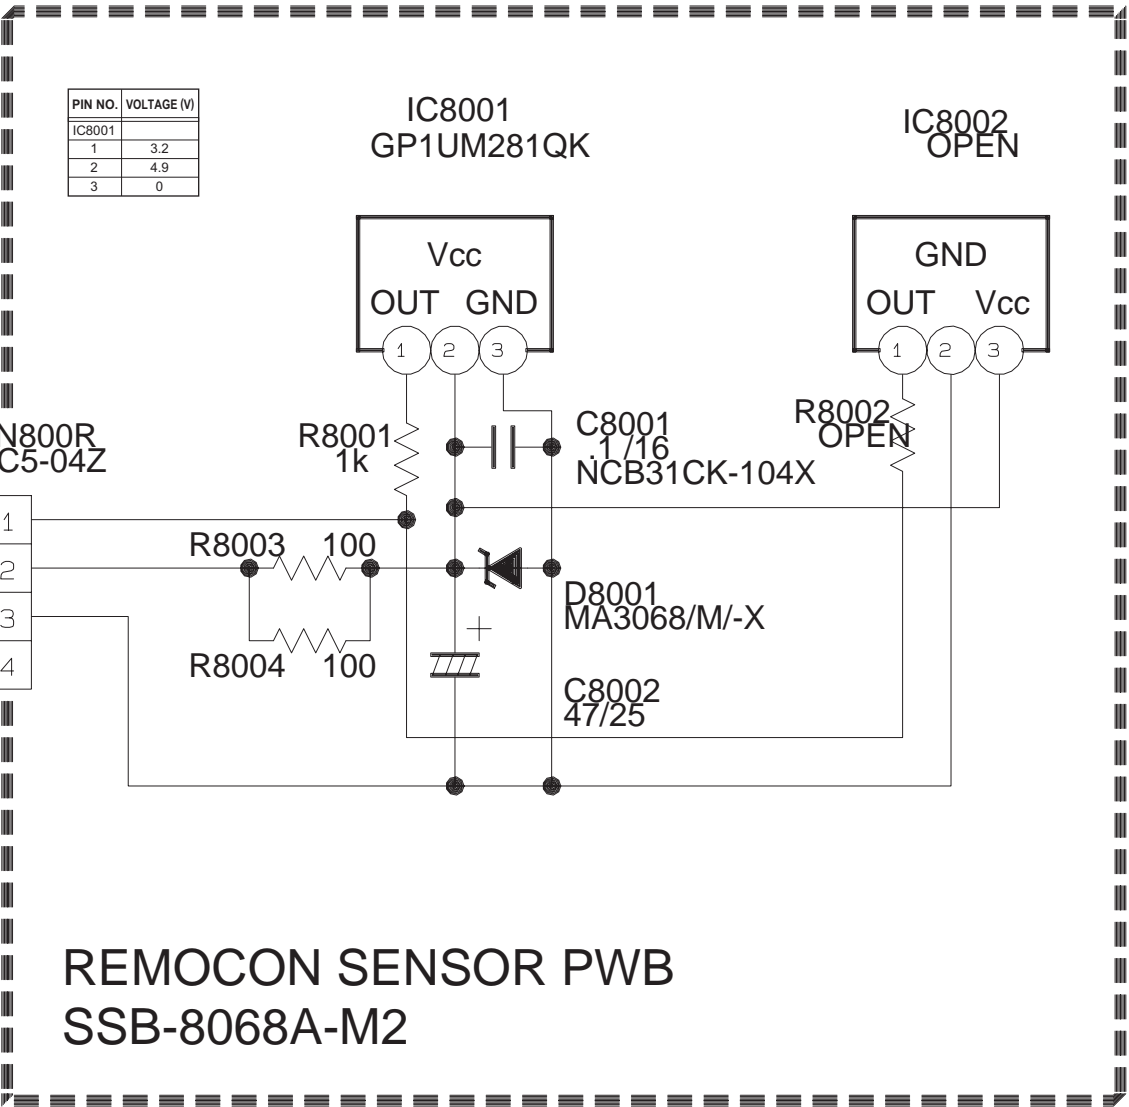 PIN NO. VOLTAGE (V)
IC8001
1 3.2
2 4.9
3 0
IC8001
GP1UM281QK
IC8002
OPEN
Vcc
OUT GND
1 2 3
GND
OUT Vcc
1 2 3
N800R
C5-04Z
R8001
1k
C8001
.1 /16
NCB31CK-104X
R8002
OPEN
1
2
3
4
R8003 100
R8004 100
D8001
MA3068/M/-X
+
C8002
47/25
REMOCON SENSOR PWB
SSB-8068A-M2